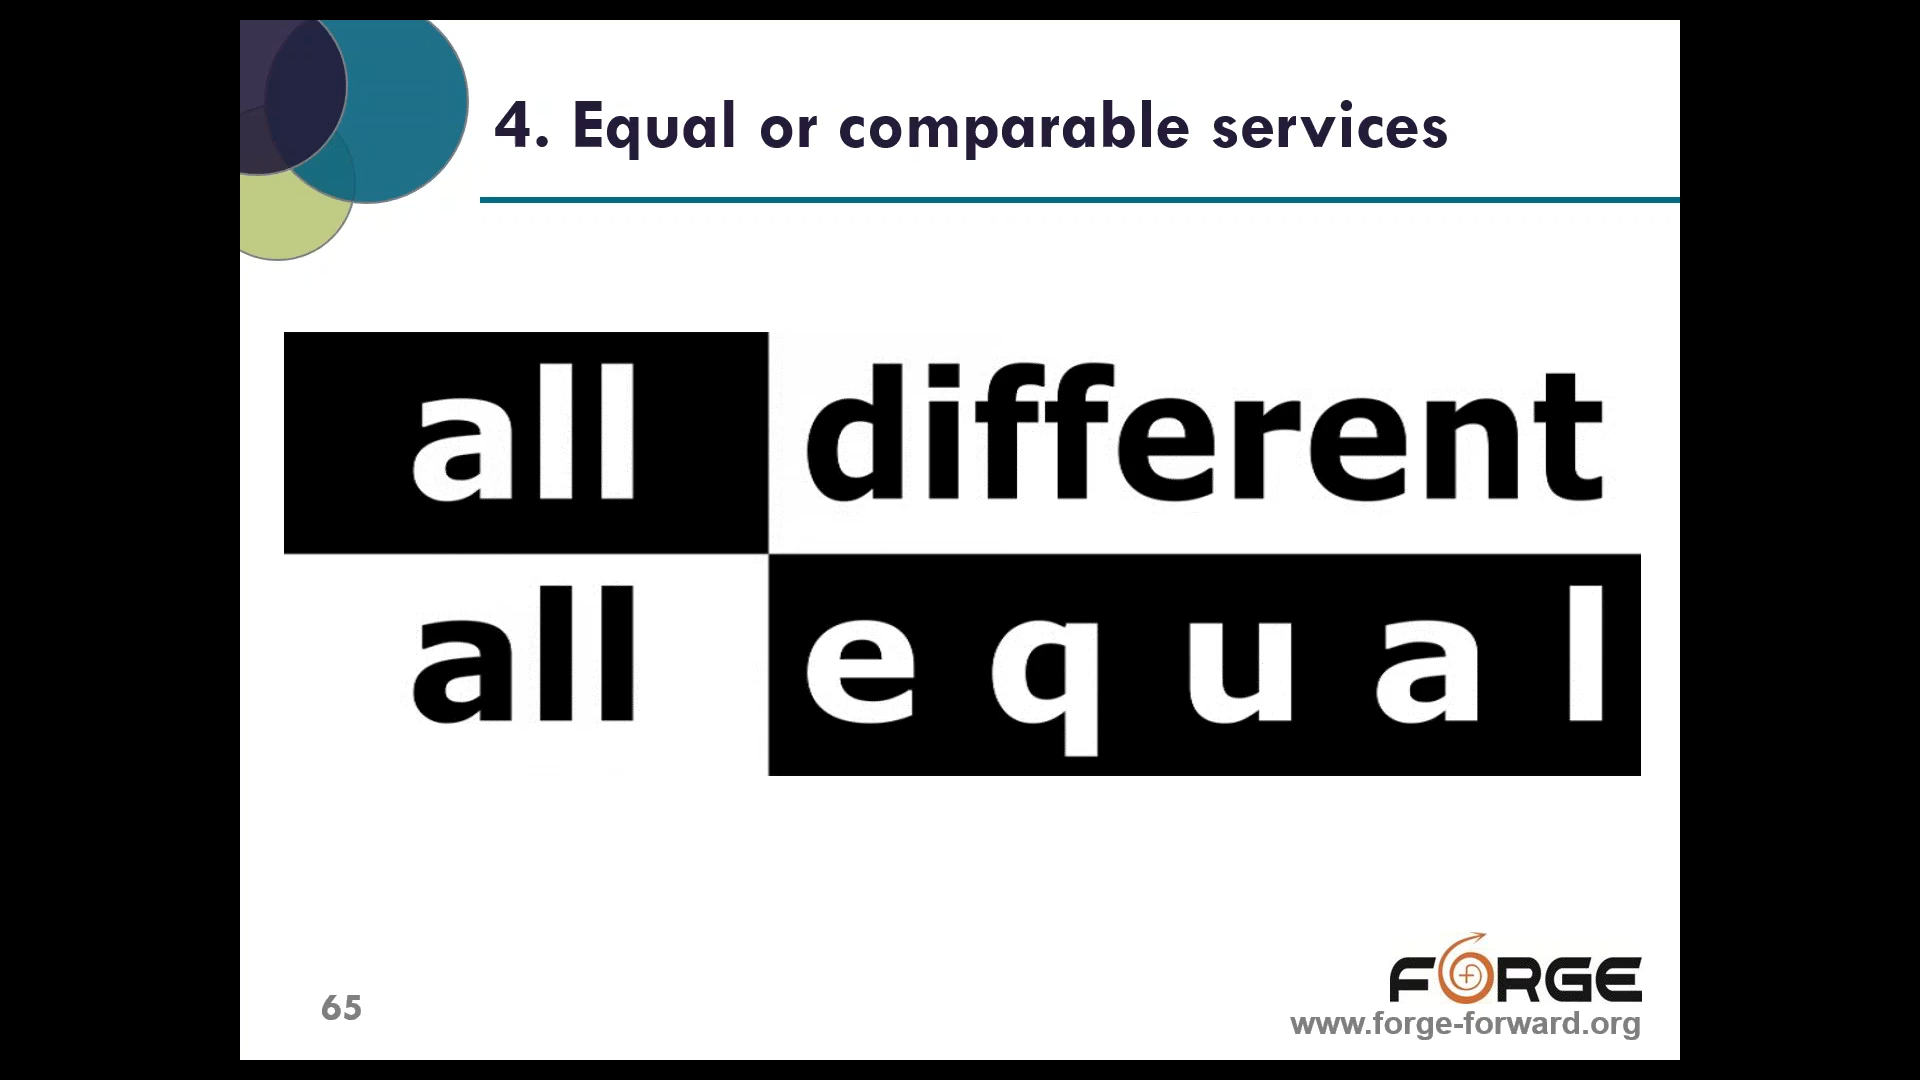 4. Equal or comparable services
all different
all equal
FORGE
65
www.forge-forward.org